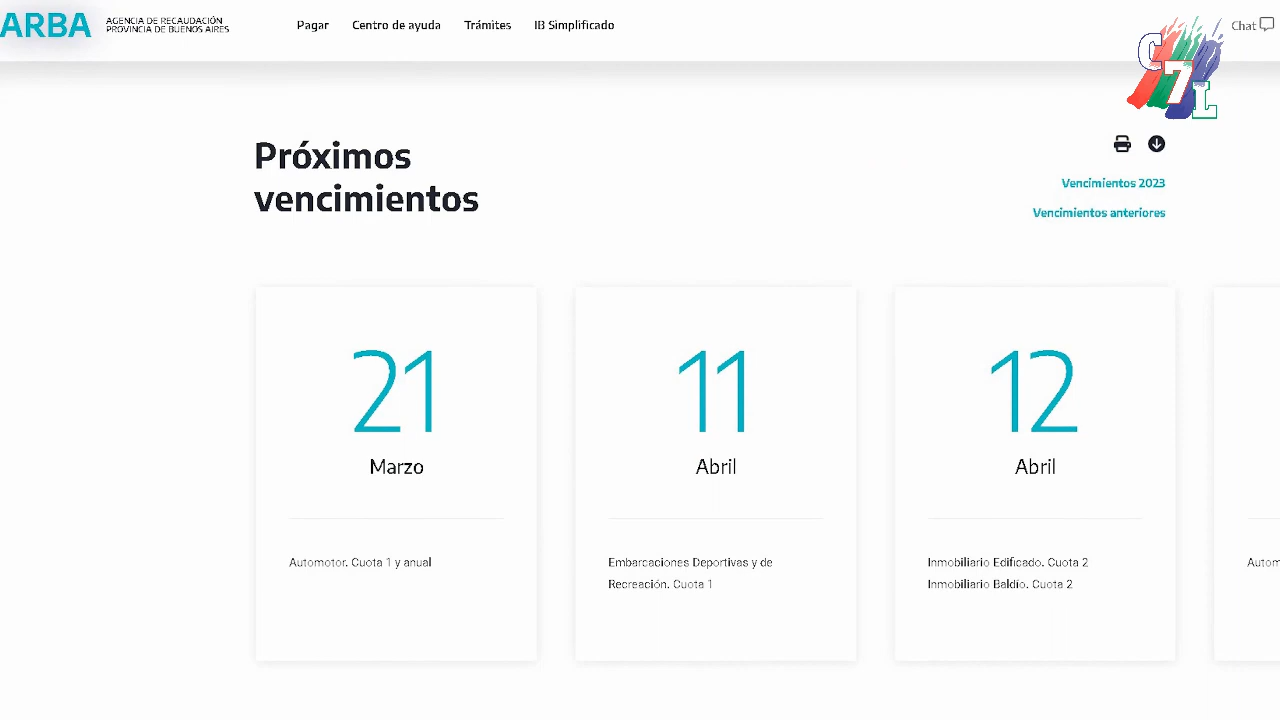 ARBA
AGENCIA DE RECAUDACIÓN
PROVINCIA DE BUENOS AIRES
Pagar
Centro de ayuda
Trámites
IB Simplificado
Chat
C7L
Próximos
vencimientos
Vencimientos 2023
Vencimientos anteriores
21
Marzo
Automotor. Cuota 1 y anual
11
Abril
Embarcaciones Deportivas y de
Recreación. Cuota 1
12
Abril
Inmobiliario Edificado. Cuota 2
Inmobiliario Baldío. Cuota 2